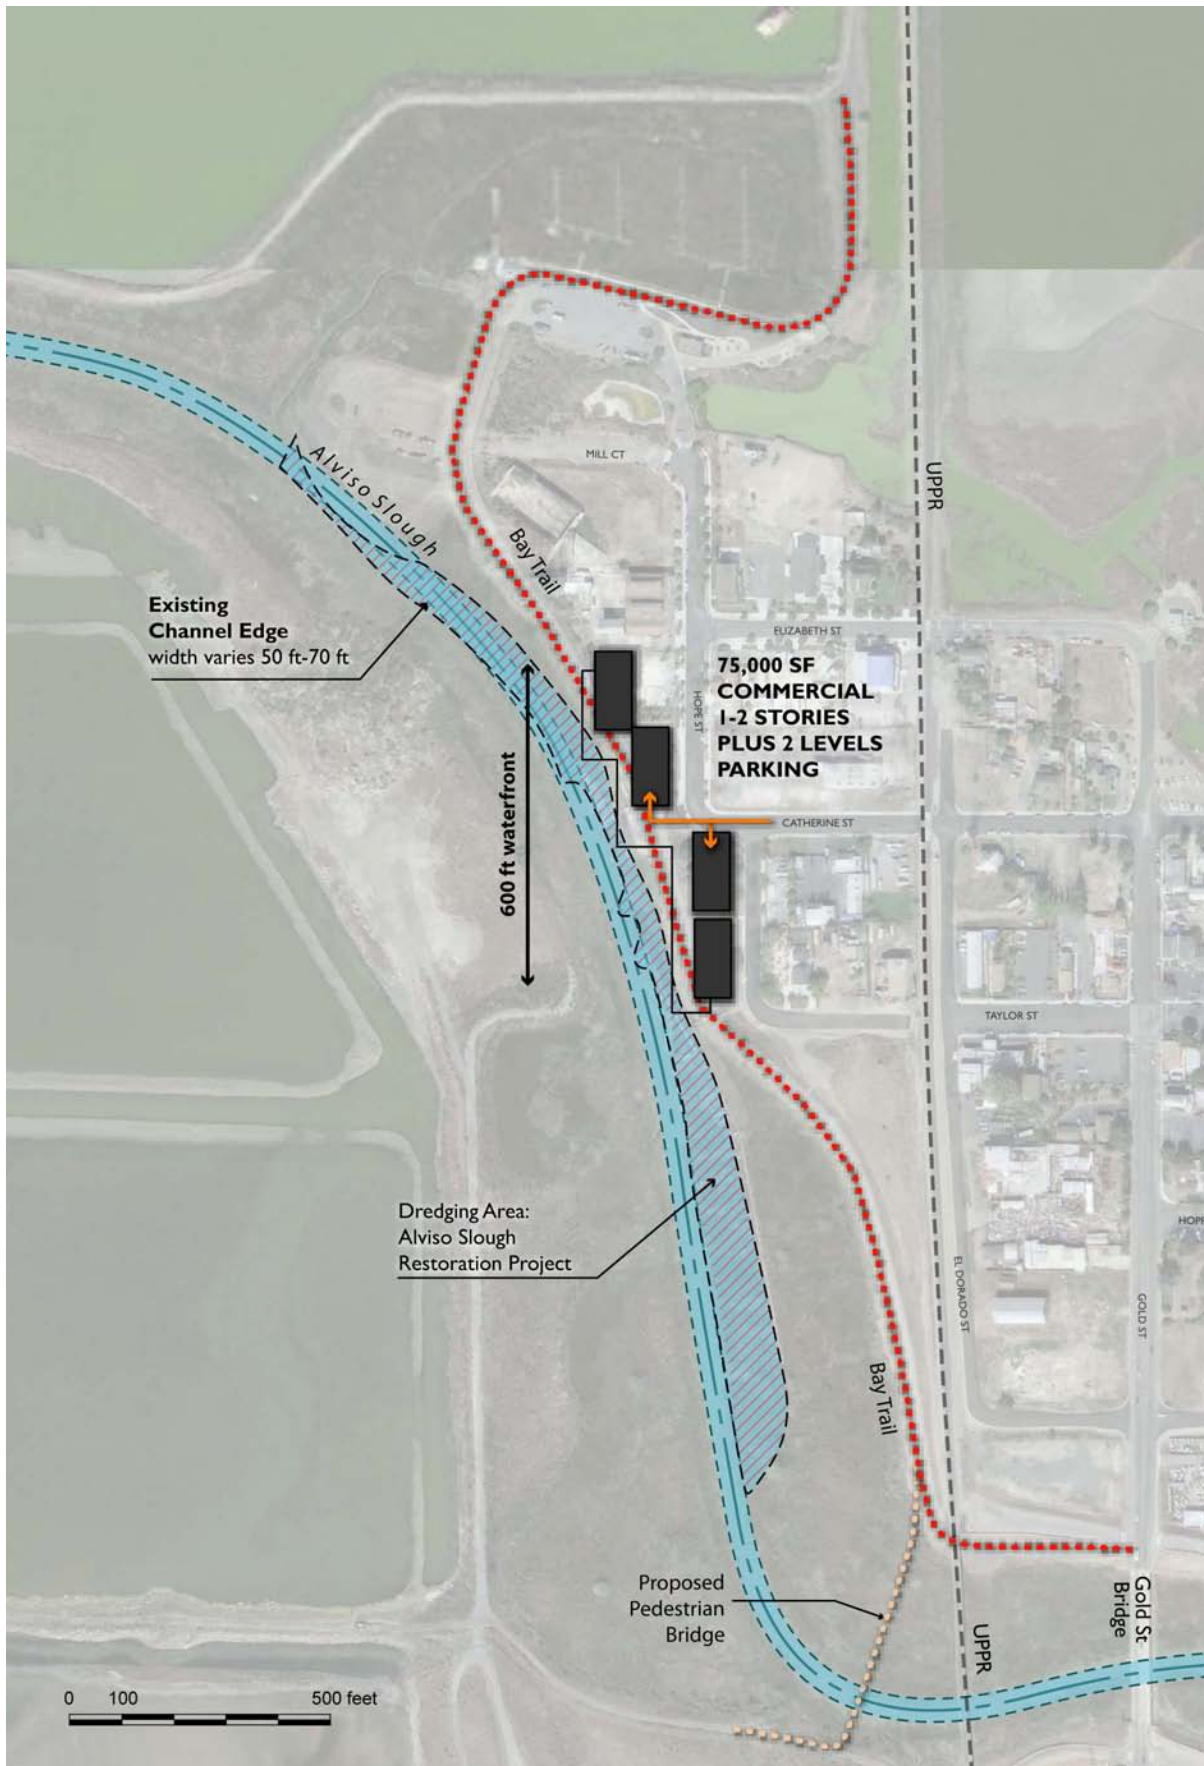 Alviso Slough
MILL CT
UPPR
Bay Trail
Existing
Channel Edge
width varies 50 ft-70 ft
ELIZABETH ST
75,000 SF
COMMERCIAL
1-2 STORIES
PLUS 2 LEVELS
PARKING
HOPE ST
600 ft waterfront
CATHERINE ST
TAYLOR ST
Dredging Area:
Alviso Slough
Restoration Project
HOPE
EL DORADO ST
GOLD ST
Bay Trail
Proposed
Pedestrian
Bridge
Gold St
Bridge
UPPR
0 100 500 feet